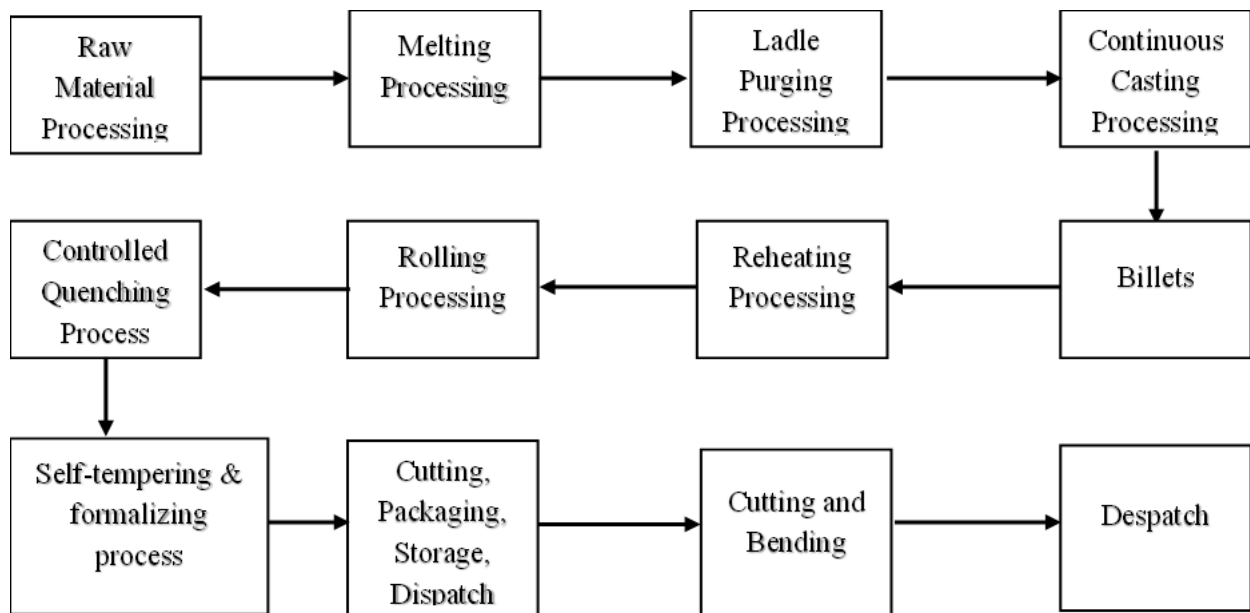 Raw
Material
Processing
Melting
Processing
Ladle
Purging
Processing
Continuous
Casting
Processing
Controlled
Quenching
Process
Rolling
Processing
Reheating
Processing
Billets
Self-tempering &
formalizing
process
Cutting,
Packaging,
Storage,
Dispatch
Cutting and
Bending
Despatch